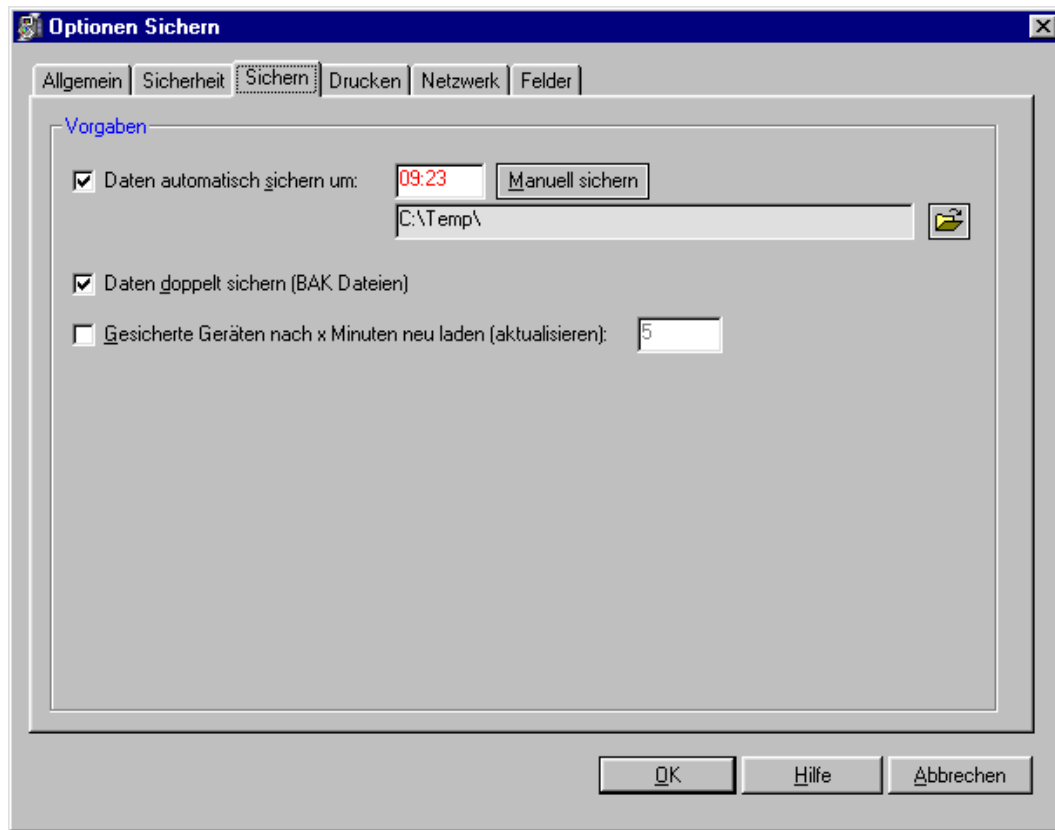 Optionen Sichern
Allgemein Sicherheit Sichern Drucken Netzwerk Felder
Vorgaben
Daten automatisch sichern um: 09:23 Manuell sichern
C:\Temp\
Daten doppelt sichern (BAK Dateien)
Gesicherte Geräten nach x Minuten neu laden (aktualisieren): 5
OK Hilfe Abbrechen